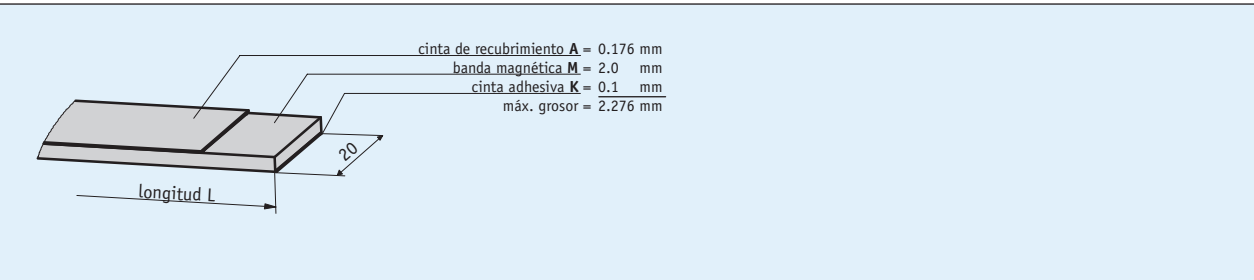 cinta de recubrimiento A = 0.176 mm
banda magnética M = 2.0 mm
cinta adhesiva K = 0.1 mm
máx. grosor = 2.276 mm
20
longitud L